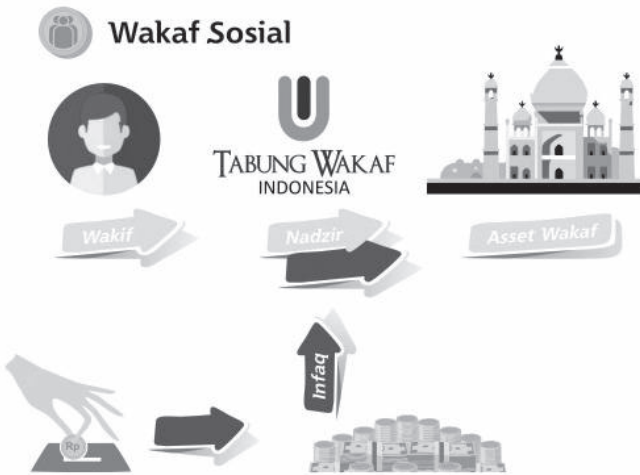 Wakaf Sosial
TABUNG WAKAF
INDONESIA
Wakif
Nadzir
Asset Wakaf
Infaq
Rp